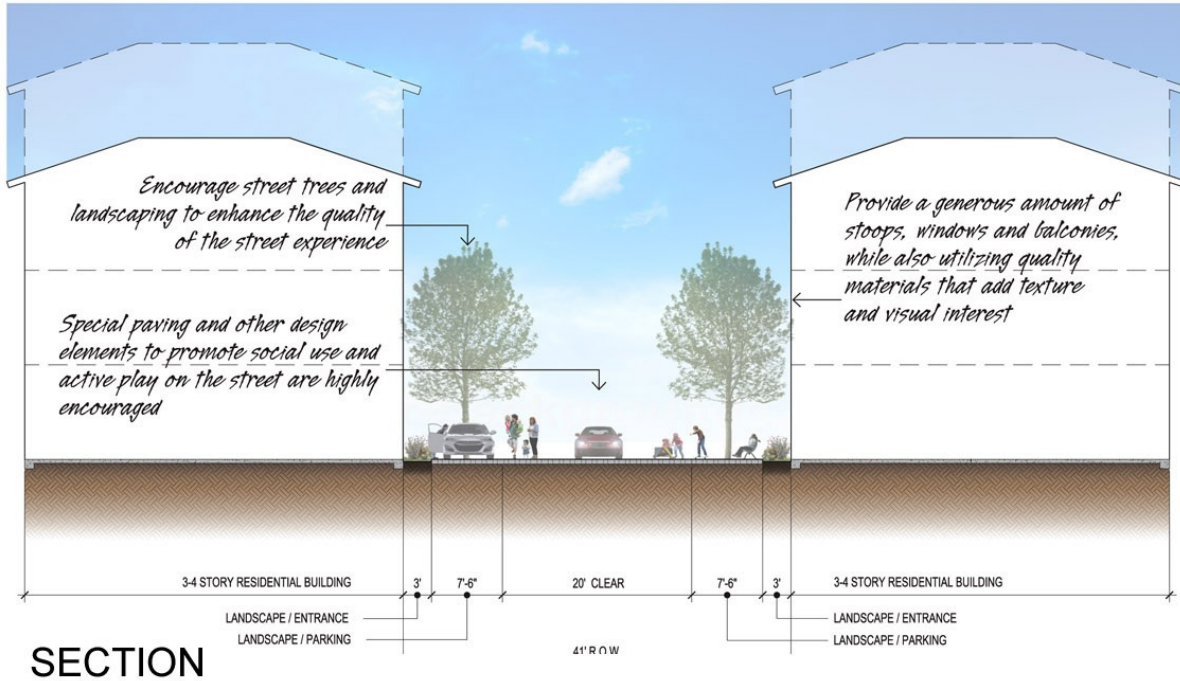 Encourage street trees and
landscaping to enhance the quality
of the street experience
Special paving and other design
elements to promote social use and
active play on the street are highly
encouraged
Provide a generous amount of
stoops, windows and balconies,
while also utilizing quality
materials that add texture
and visual interest
3-4 STORY RESIDENTIAL BUILDING
3'
7'-6"
20' CLEAR
7'-6"
3'
3-4 STORY RESIDENTIAL BUILDING
LANDSCAPE / ENTRANCE
LANDSCAPE / PARKING
LANDSCAPE / ENTRANCE
LANDSCAPE / PARKING
41' R.O.W.
SECTION